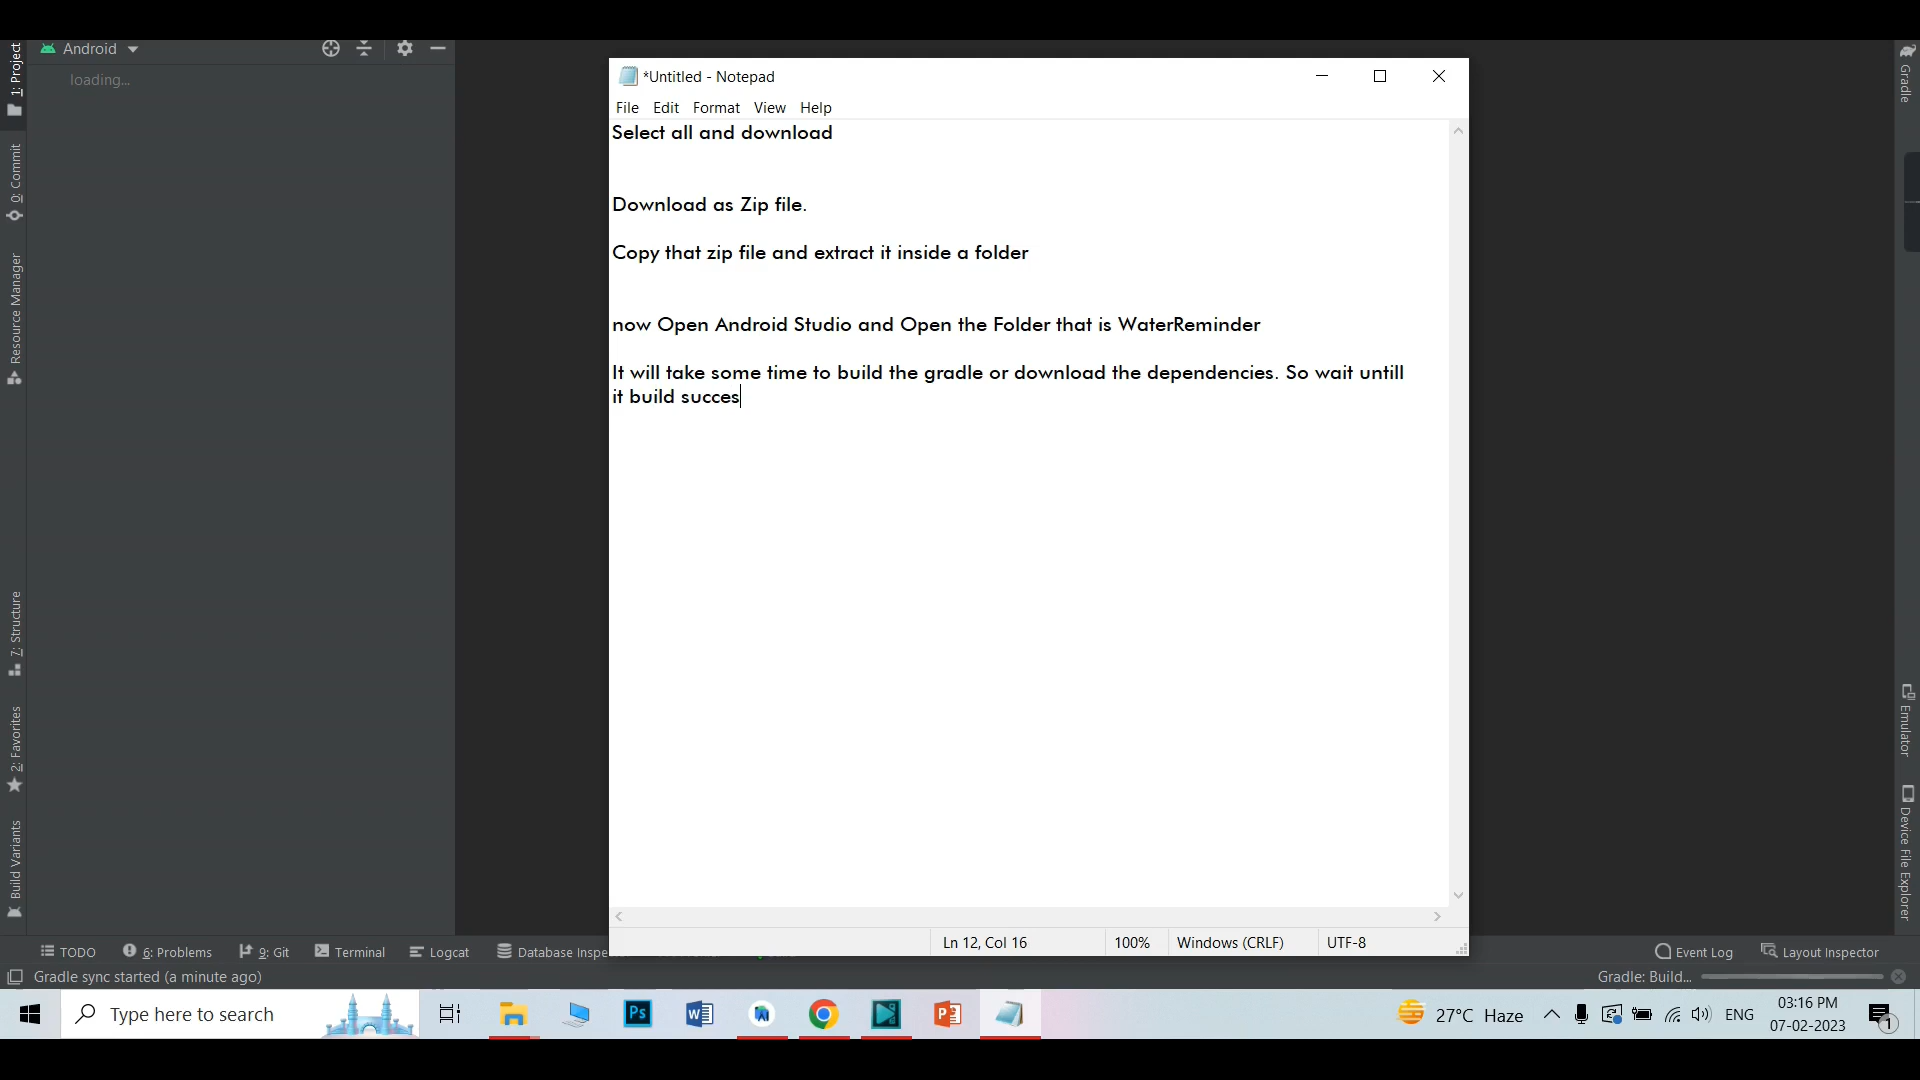 Android
loading...
1: Project
0: Commit
Resource Manager
7: Structure
2: Favorites
Build Variants
*Untitled - Notepad
File Edit Format View Help
Select all and download
Download as Zip file.
Copy that zip file and extract it inside a folder
now Open Android Studio and Open the Folder that is WaterReminder
It will take some time to build the gradle or download the dependencies. So wait untill
it build succes
Ln 12, Col 16 100% Windows (CRLF) UTF-8
Gradle
Emulator
Device File Explorer
TODO 6: Problems 9: Git Terminal Logcat Database Inspe Event Log Layout Inspector
Gradle sync started (a minute ago) Gradle: Build...
Type here to search Ps W P 27°C Haze ENG 03:16 PM
07-02-2023 1